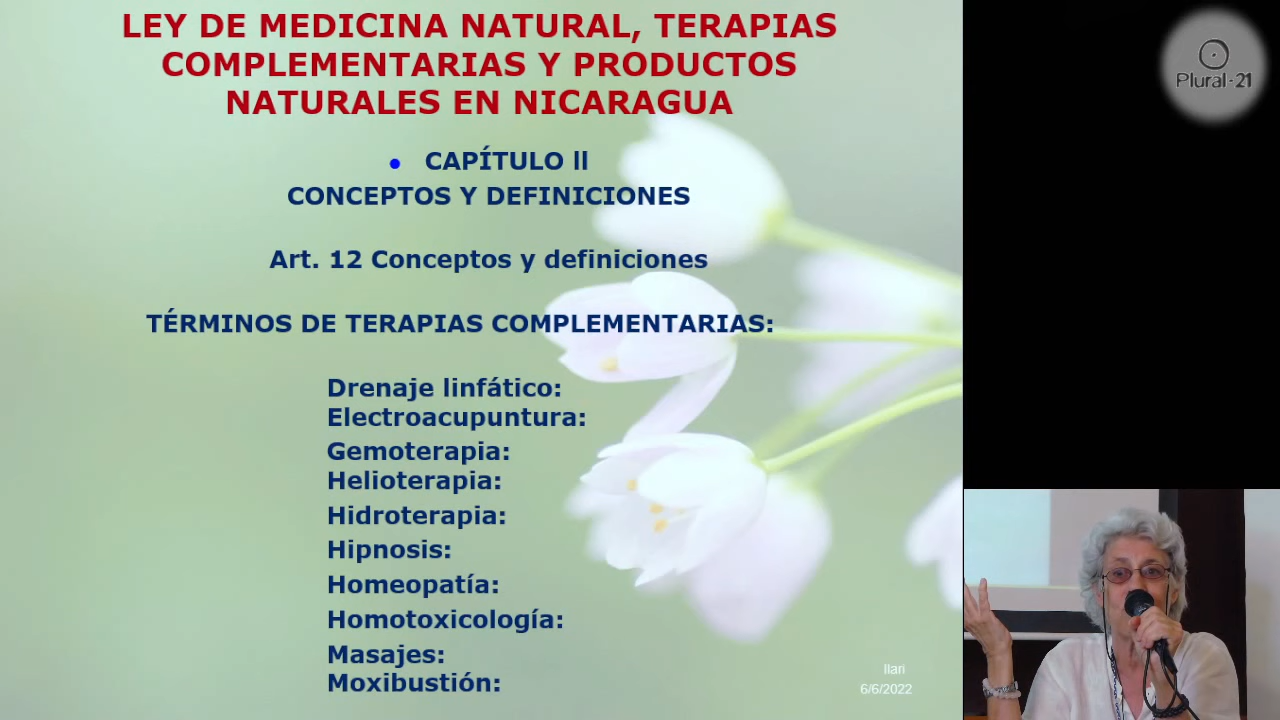 LEY DE MEDICINA NATURAL, TERAPIAS
COMPLEMENTARIAS Y PRODUCTOS
NATURALES EN NICARAGUA
• CAPÍTULO ll
CONCEPTOS Y DEFINICIONES
Art. 12 Conceptos y definiciones
TÉRMINOS DE TERAPIAS COMPLEMENTARIAS:
Drenaje linfático:
Electroacupuntura:
Gemoterapia:
Helioterapia:
Hidroterapia:
Hipnosis:
Homeopatía:
Homotoxicología:
Masajes:
Moxibustión:
Ilari
6/6/2022
Plural-21